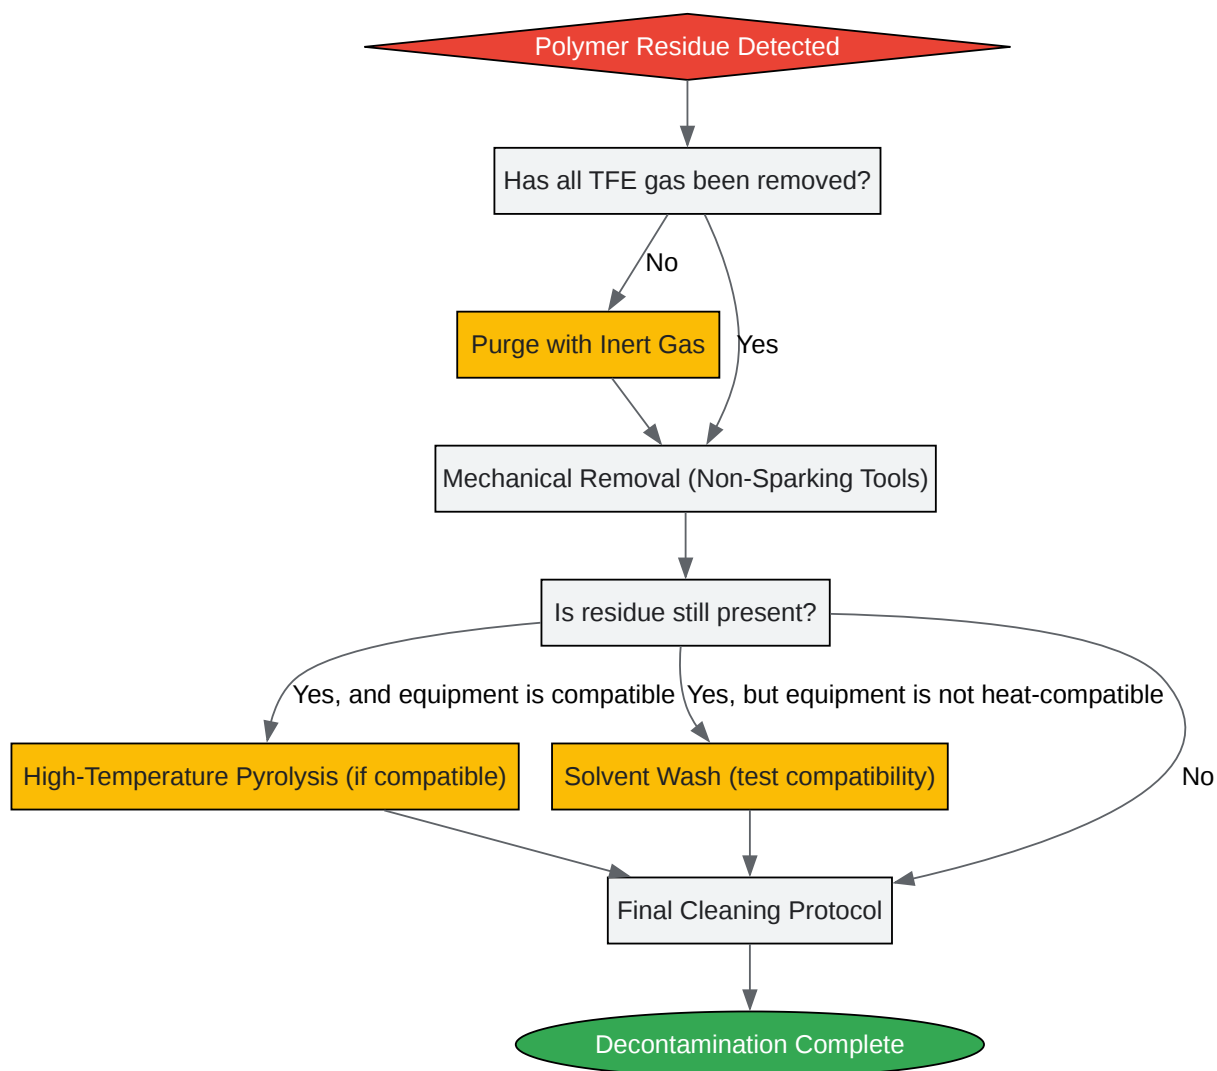 Polymer Residue Detected
Has all TFE gas been removed?
No
Purge with Inert Gas
Yes
Mechanical Removal (Non-Sparking Tools)
Is residue still present?
Yes, and equipment is compatible
Yes, but equipment is not heat-compatible
High-Temperature Pyrolysis (if compatible)
Solvent Wash (test compatibility)
No
Final Cleaning Protocol
Decontamination Complete